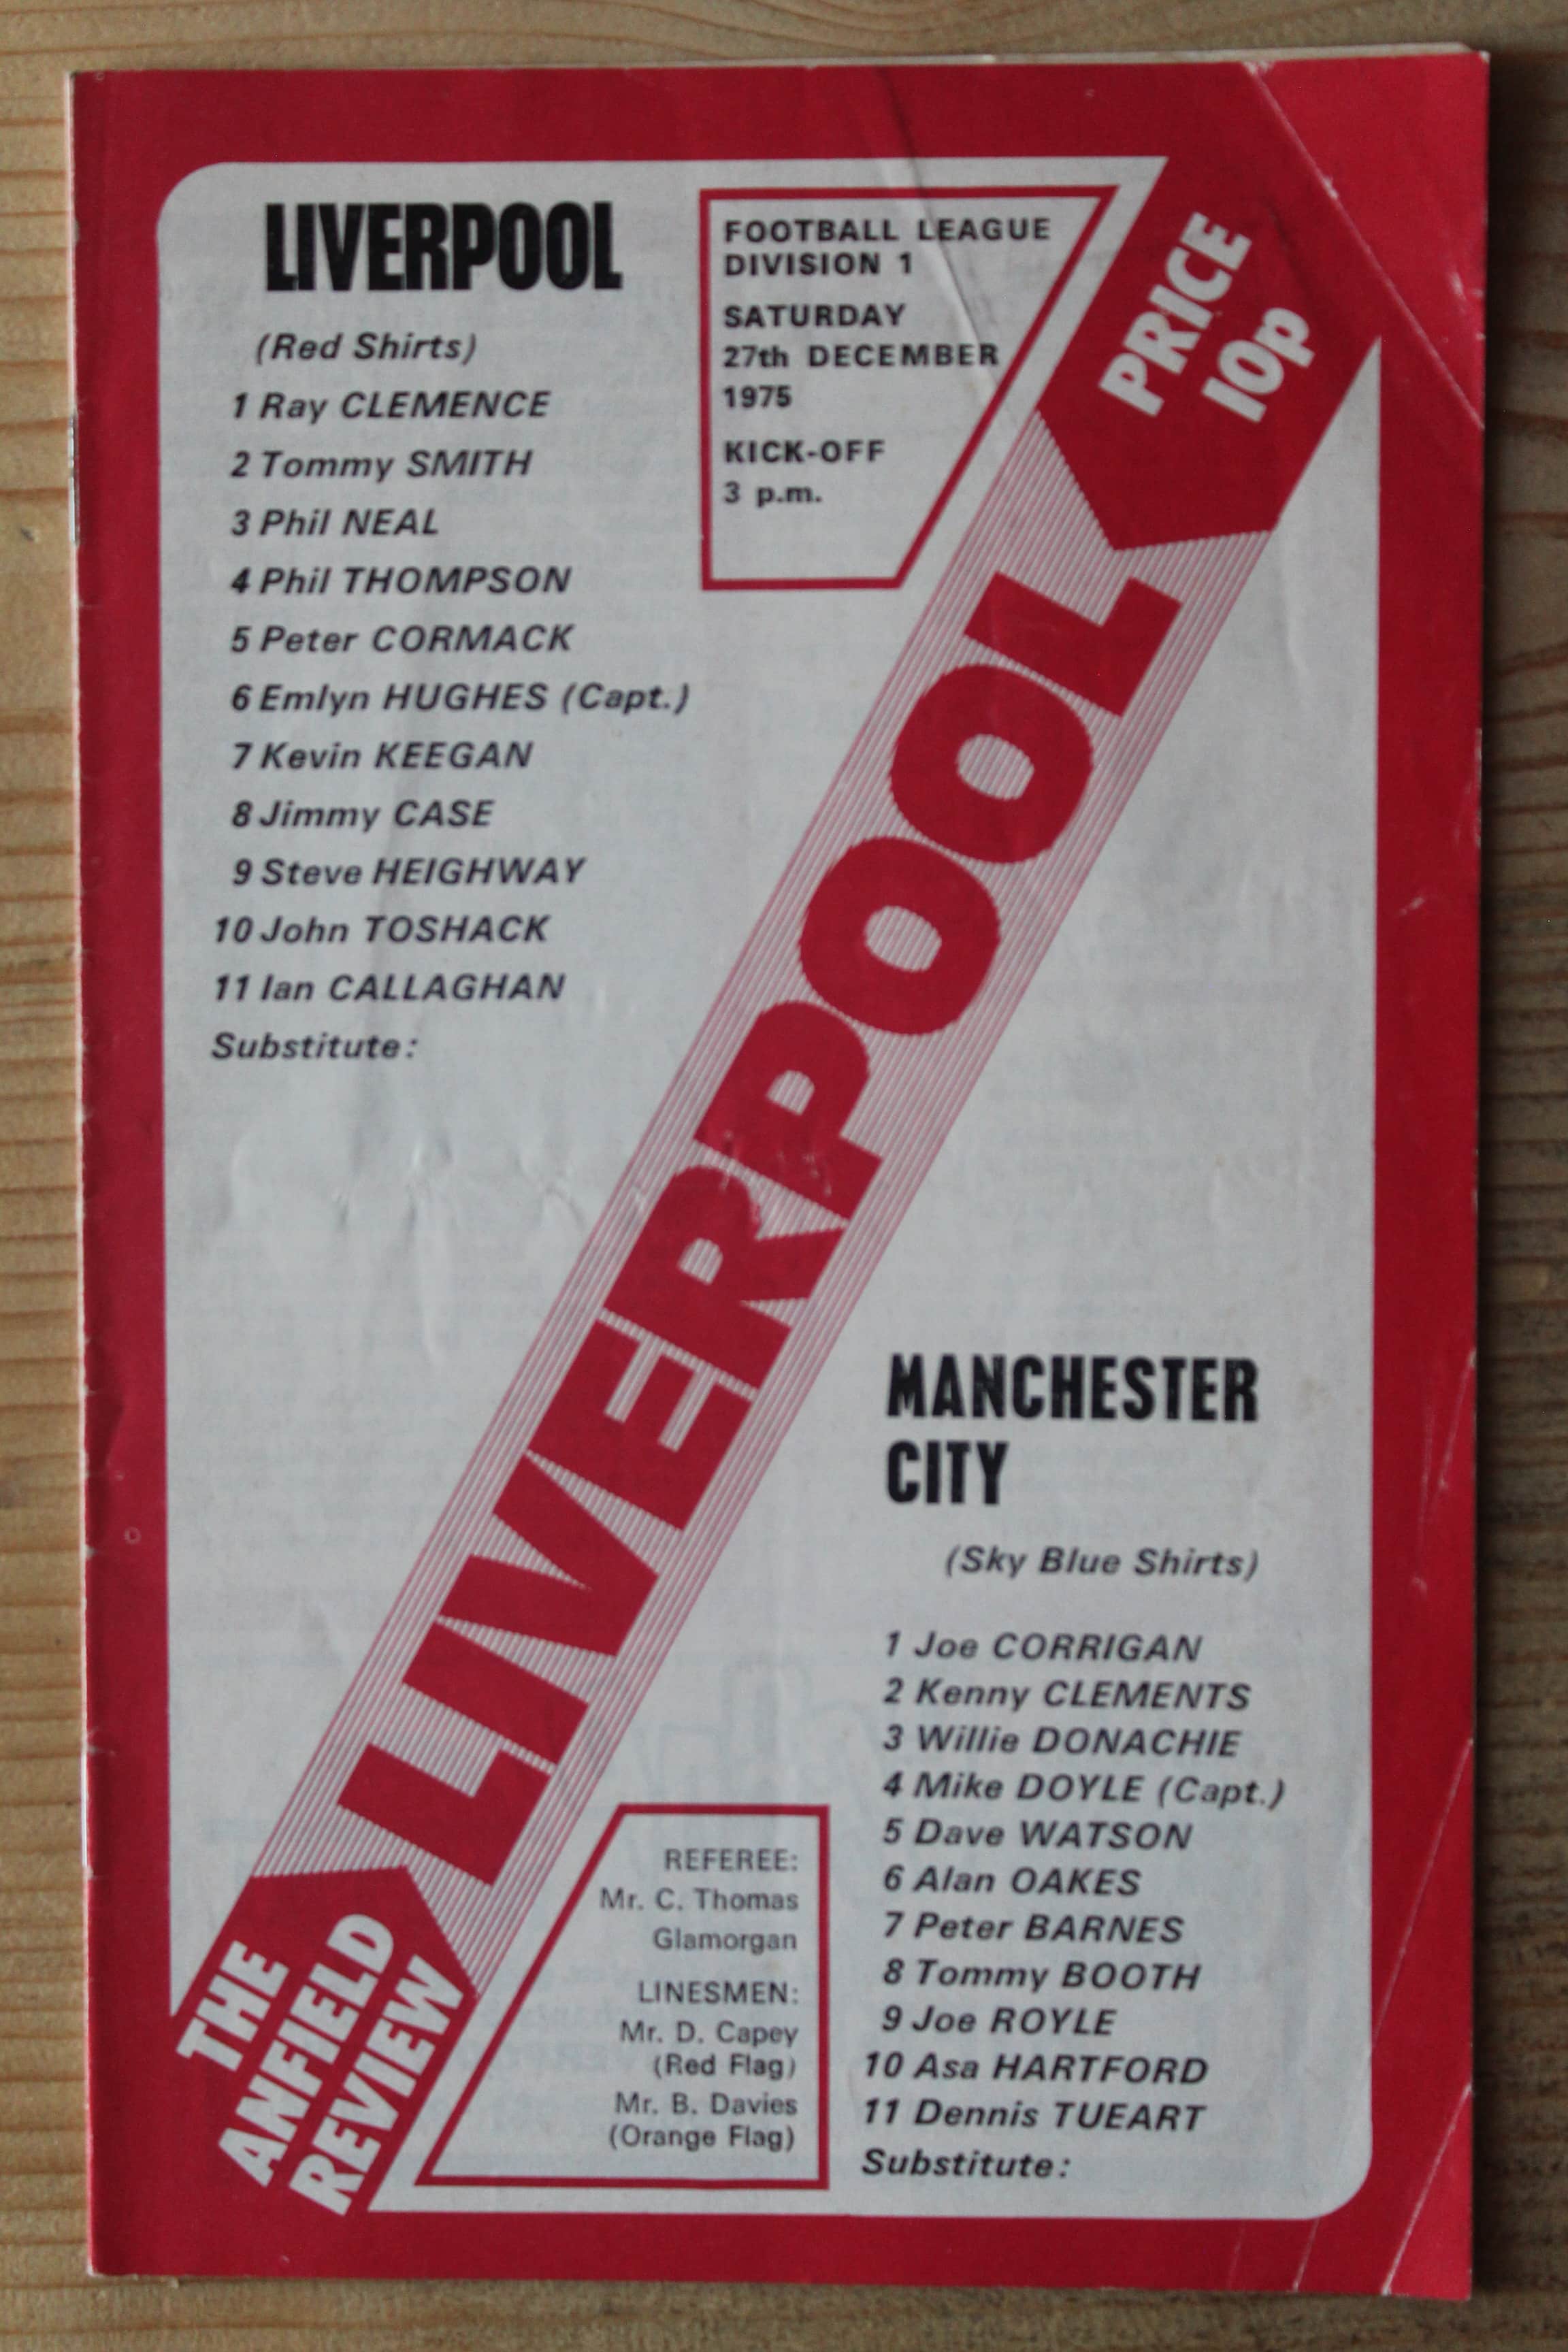 LIVERPOOL
(Red Shirts)
1 Ray CLEMENCE
2 Tommy SMITH
3 Phil NEAL
4 Phil THOMPSON
5 Peter CORMACK
6 Emlyn HUGHES (Capt.)
7 Kevin KEEGAN
8 Jimmy CASE
9 Steve HEIGHWAY
10 John TOSHACK
11 Ian CALLAGHAN
Substitute:
FOOTBALL LEAGUE
DIVISION 1
SATURDAY
27th DECEMBER
1975
KICK-OFF
3 p.m.
PRICE
10p
LIVERPOOL
THE
ANFIELD
REVIEW
REFEREE:
Mr. C. Thomas
Glamorgan
LINESMEN:
Mr. D. Capey
(Red Flag)
Mr. B. Davies
(Orange Flag)
MANCHESTER
CITY
(Sky Blue Shirts)
1 Joe CORRIGAN
2 Kenny CLEMENTS
3 Willie DONACHIE
4 Mike DOYLE (Capt.)
5 Dave WATSON
6 Alan OAKES
7 Peter BARNES
8 Tommy BOOTH
9 Joe ROYLE
10 Asa HARTFORD
11 Dennis TUEART
Substitute: